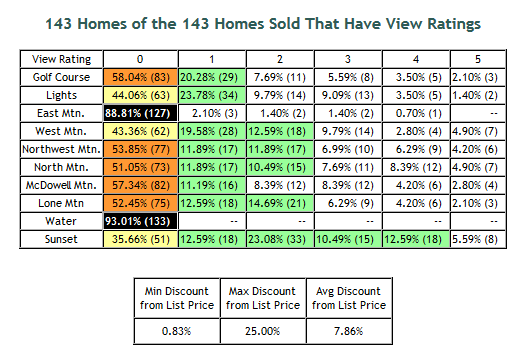 143 Homes of the 143 Homes Sold That Have View Ratings
View Rating 0 1 2 3 4 5
Golf Course 58.04% (83) 20.28% (29) 7.69% (11) 5.59% (8) 3.50% (5) 2.10% (3)
Lights 44.06% (63) 23.78% (34) 9.79% (14) 9.09% (13) 3.50% (5) 1.40% (2)
East Mtn. 88.81% (127) 2.10% (3) 1.40% (2) 1.40% (2) 0.70% (1) --
West Mtn. 43.36% (62) 19.58% (28) 12.59% (18) 9.79% (14) 2.80% (4) 4.90% (7)
Northwest Mtn. 53.85% (77) 11.89% (17) 11.89% (17) 6.99% (10) 6.29% (9) 4.20% (6)
North Mtn. 51.05% (73) 11.89% (17) 10.49% (15) 7.69% (11) 8.39% (12) 4.90% (7)
McDowell Mtn. 57.34% (82) 11.19% (16) 8.39% (12) 8.39% (12) 4.20% (6) 2.80% (4)
Lone Mtn 52.45% (75) 12.59% (18) 14.69% (21) 6.29% (9) 4.20% (6) 2.10% (3)
Water 93.01% (133) -- -- -- -- --
Sunset 35.66% (51) 12.59% (18) 23.08% (33) 10.49% (15) 12.59% (18) 5.59% (8)
Min Discount Max Discount Avg Discount
from List Price from List Price from List Price
0.83% 25.00% 7.86%